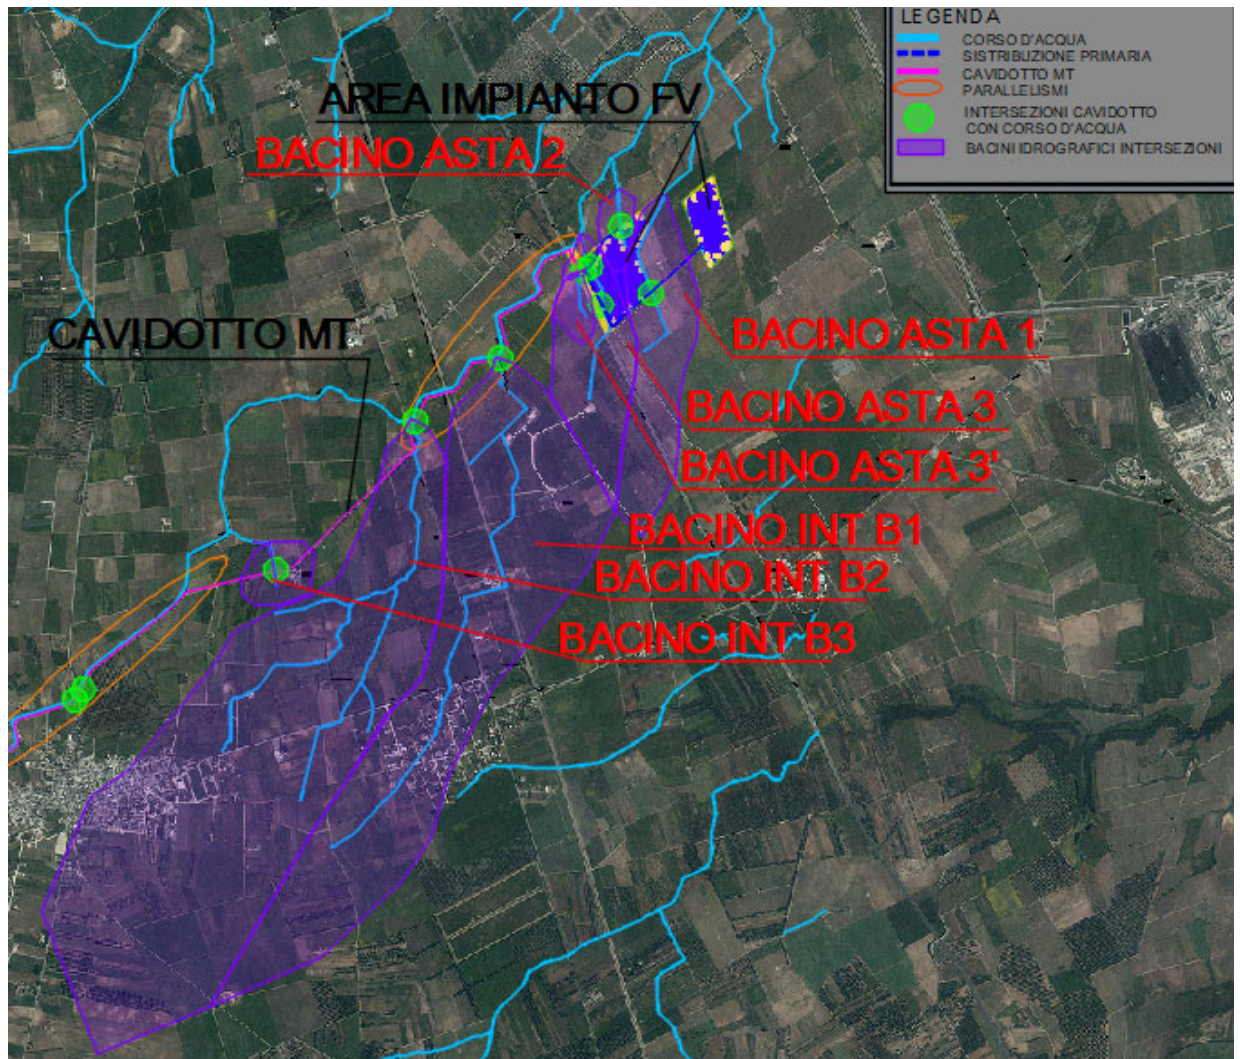 LEGENDA
CORSO D'ACQUA
SISTRIBUZIONE PRIMARIA
CAVIDOTTO MT
PARALLELISMI
INTERSEZIONI CAVIDOTTO
CON CORSO D'ACQUA
BACINI IDROGRAFICI INTERSEZIONI
AREA IMPIANTO FV
BACINO ASTA 2
CAVIDOTTO MT
BACINO ASTA 1
BACINO ASTA 3
BACINO ASTA 3'
BACINO INT B1
BACINO INT B2
BACINO INT B3